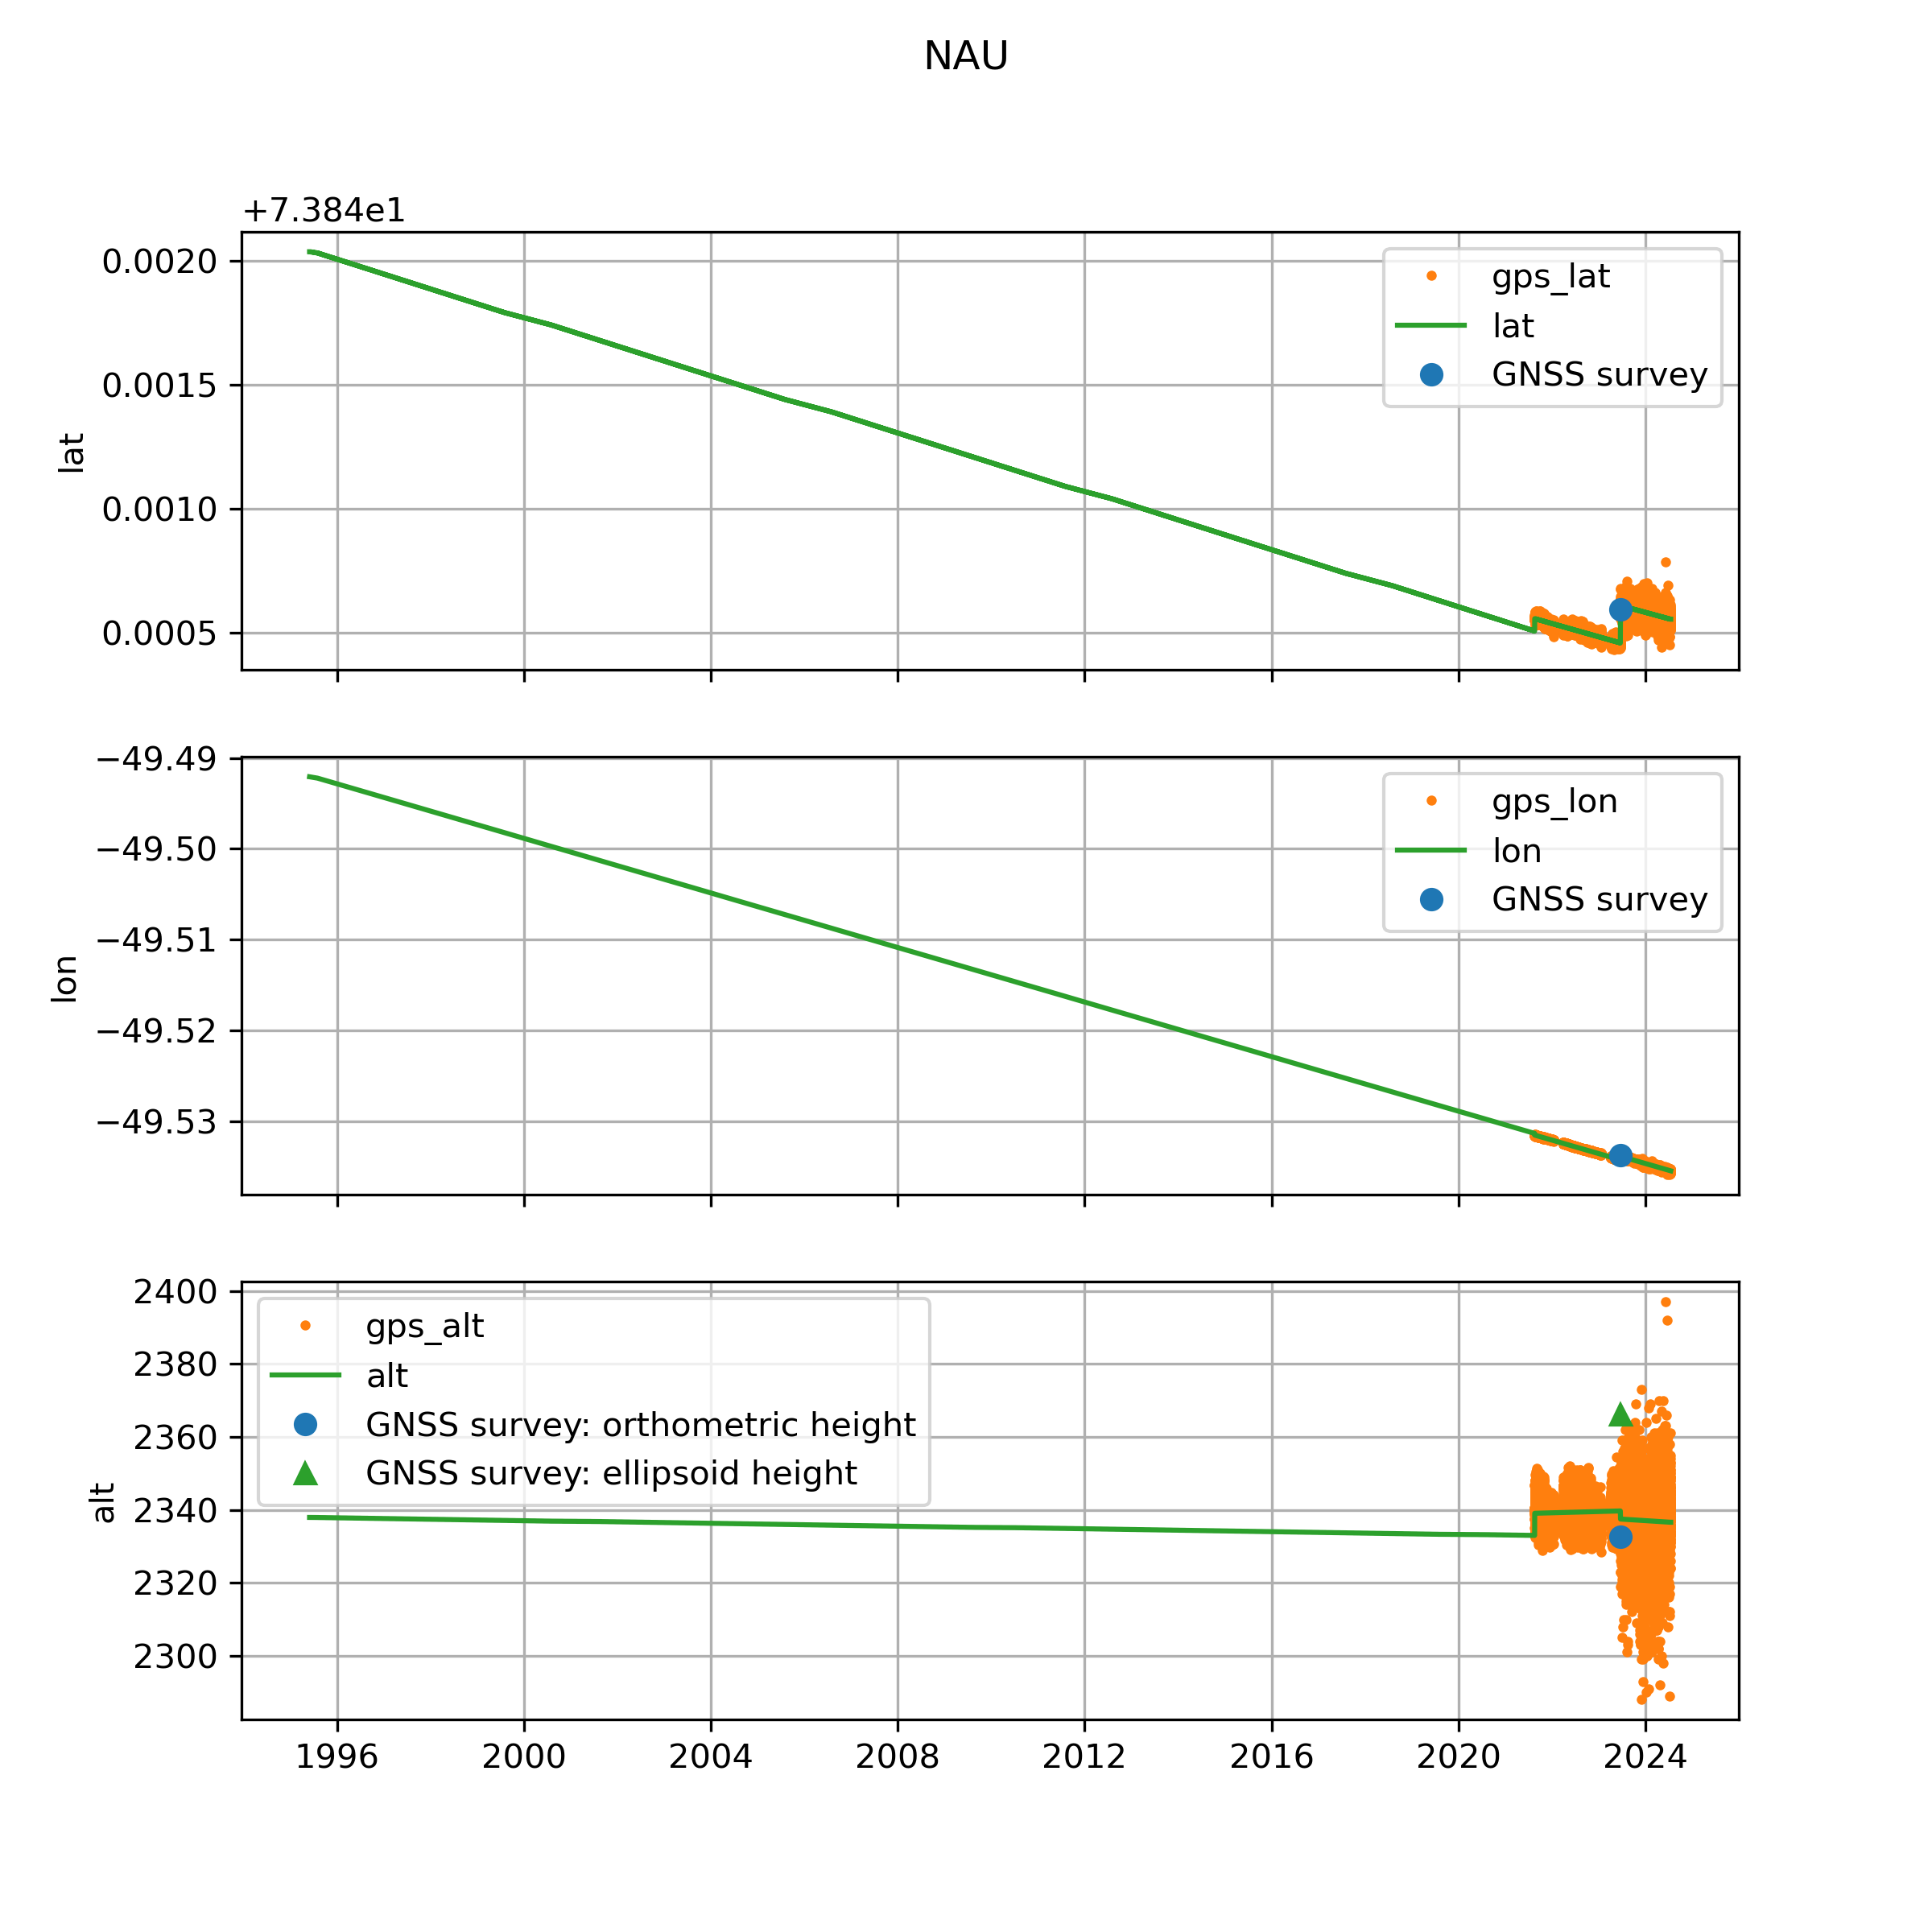 NAU
+7.384e1
0.0020
0.0015
0.0010
0.0005
lat
gps_lat
lat
GNSS survey
−49.49
−49.50
−49.51
−49.52
−49.53
lon
gps_lon
lon
GNSS survey
2400
2380
2360
2340
2320
2300
alt
gps_alt
alt
GNSS survey: orthometric height
GNSS survey: ellipsoid height
1996 2000 2004 2008 2012 2016 2020 2024